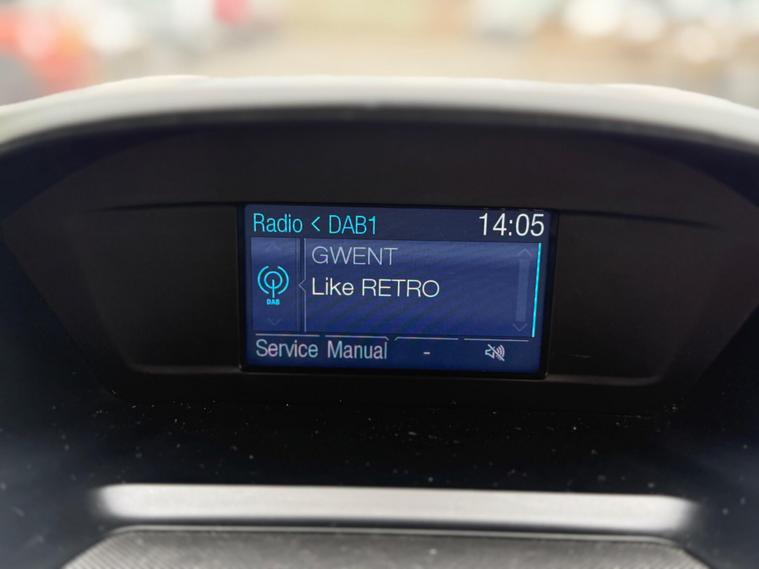 Radio < DAB1 14:05
GWENT
Like RETRO
DAB
Service Manual -